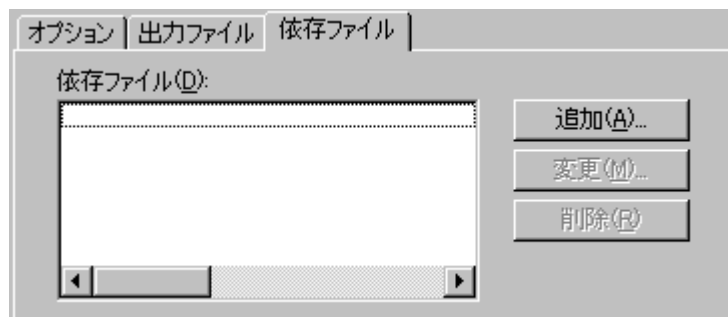 オプション 出力ファイル 依存ファイル
依存ファイル(D):
追加(A)...
変更(M)...
削除(R)